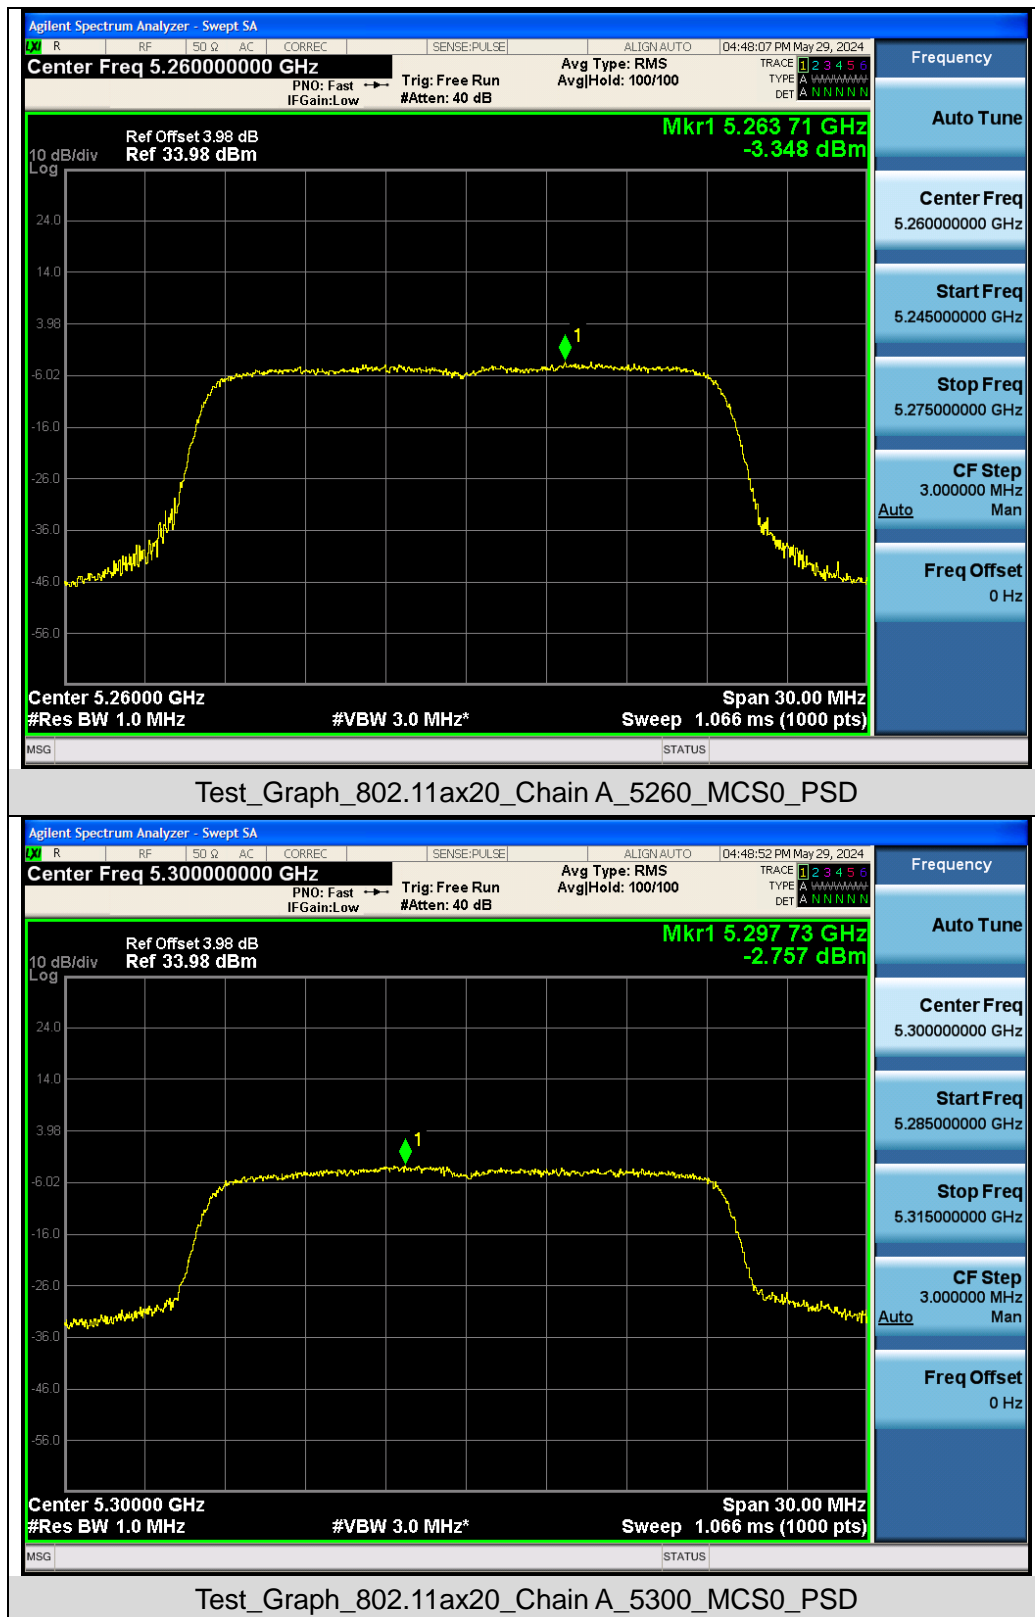 Agilent Spectrum Analyzer - Swept SA
LXI R RF 50 Ω AC CORREC SENSE:PULSE ALIGN AUTO 04:48:07 PM May 29, 2024
Center Freq 5.260000000 GHz
PNO: Fast
IFGain:Low
Trig: Free Run
#Atten: 40 dB
Avg Type: RMS
Avg|Hold: 100/100
TRACE 1 2 3 4 5 6
TYPE A WWWWW
DET A N N N N N
Frequency
Mkr1 5.263 71 GHz
-3.348 dBm
Ref Offset 3.98 dB
10 dB/div Ref 33.98 dBm
Log
24.0
14.0
3.98
-6.02
-16.0
-26.0
-36.0
-46.0
-56.0
1
Center 5.26000 GHz
Span 30.00 MHz
#Res BW 1.0 MHz
#VBW 3.0 MHz*
Sweep 1.066 ms (1000 pts)
Auto Tune
Center Freq
5.260000000 GHz
Start Freq
5.245000000 GHz
Stop Freq
5.275000000 GHz
CF Step
3.000000 MHz
Auto Man
Freq Offset
0 Hz
MSG STATUS
Test_Graph_802.11ax20_Chain A_5260_MCS0_PSD
Agilent Spectrum Analyzer - Swept SA
LXI R RF 50 Ω AC CORREC SENSE:PULSE ALIGN AUTO 04:48:52 PM May 29, 2024
Center Freq 5.300000000 GHz
PNO: Fast
IFGain:Low
Trig: Free Run
#Atten: 40 dB
Avg Type: RMS
Avg|Hold: 100/100
TRACE 1 2 3 4 5 6
TYPE A WWWWW
DET A N N N N N
Frequency
Mkr1 5.297 73 GHz
-2.757 dBm
Ref Offset 3.98 dB
10 dB/div Ref 33.98 dBm
Log
24.0
14.0
3.98
-6.02
-16.0
-26.0
-36.0
-46.0
-56.0
1
Center 5.30000 GHz
Span 30.00 MHz
#Res BW 1.0 MHz
#VBW 3.0 MHz*
Sweep 1.066 ms (1000 pts)
Auto Tune
Center Freq
5.300000000 GHz
Start Freq
5.285000000 GHz
Stop Freq
5.315000000 GHz
CF Step
3.000000 MHz
Auto Man
Freq Offset
0 Hz
MSG STATUS
Test_Graph_802.11ax20_Chain A_5300_MCS0_PSD